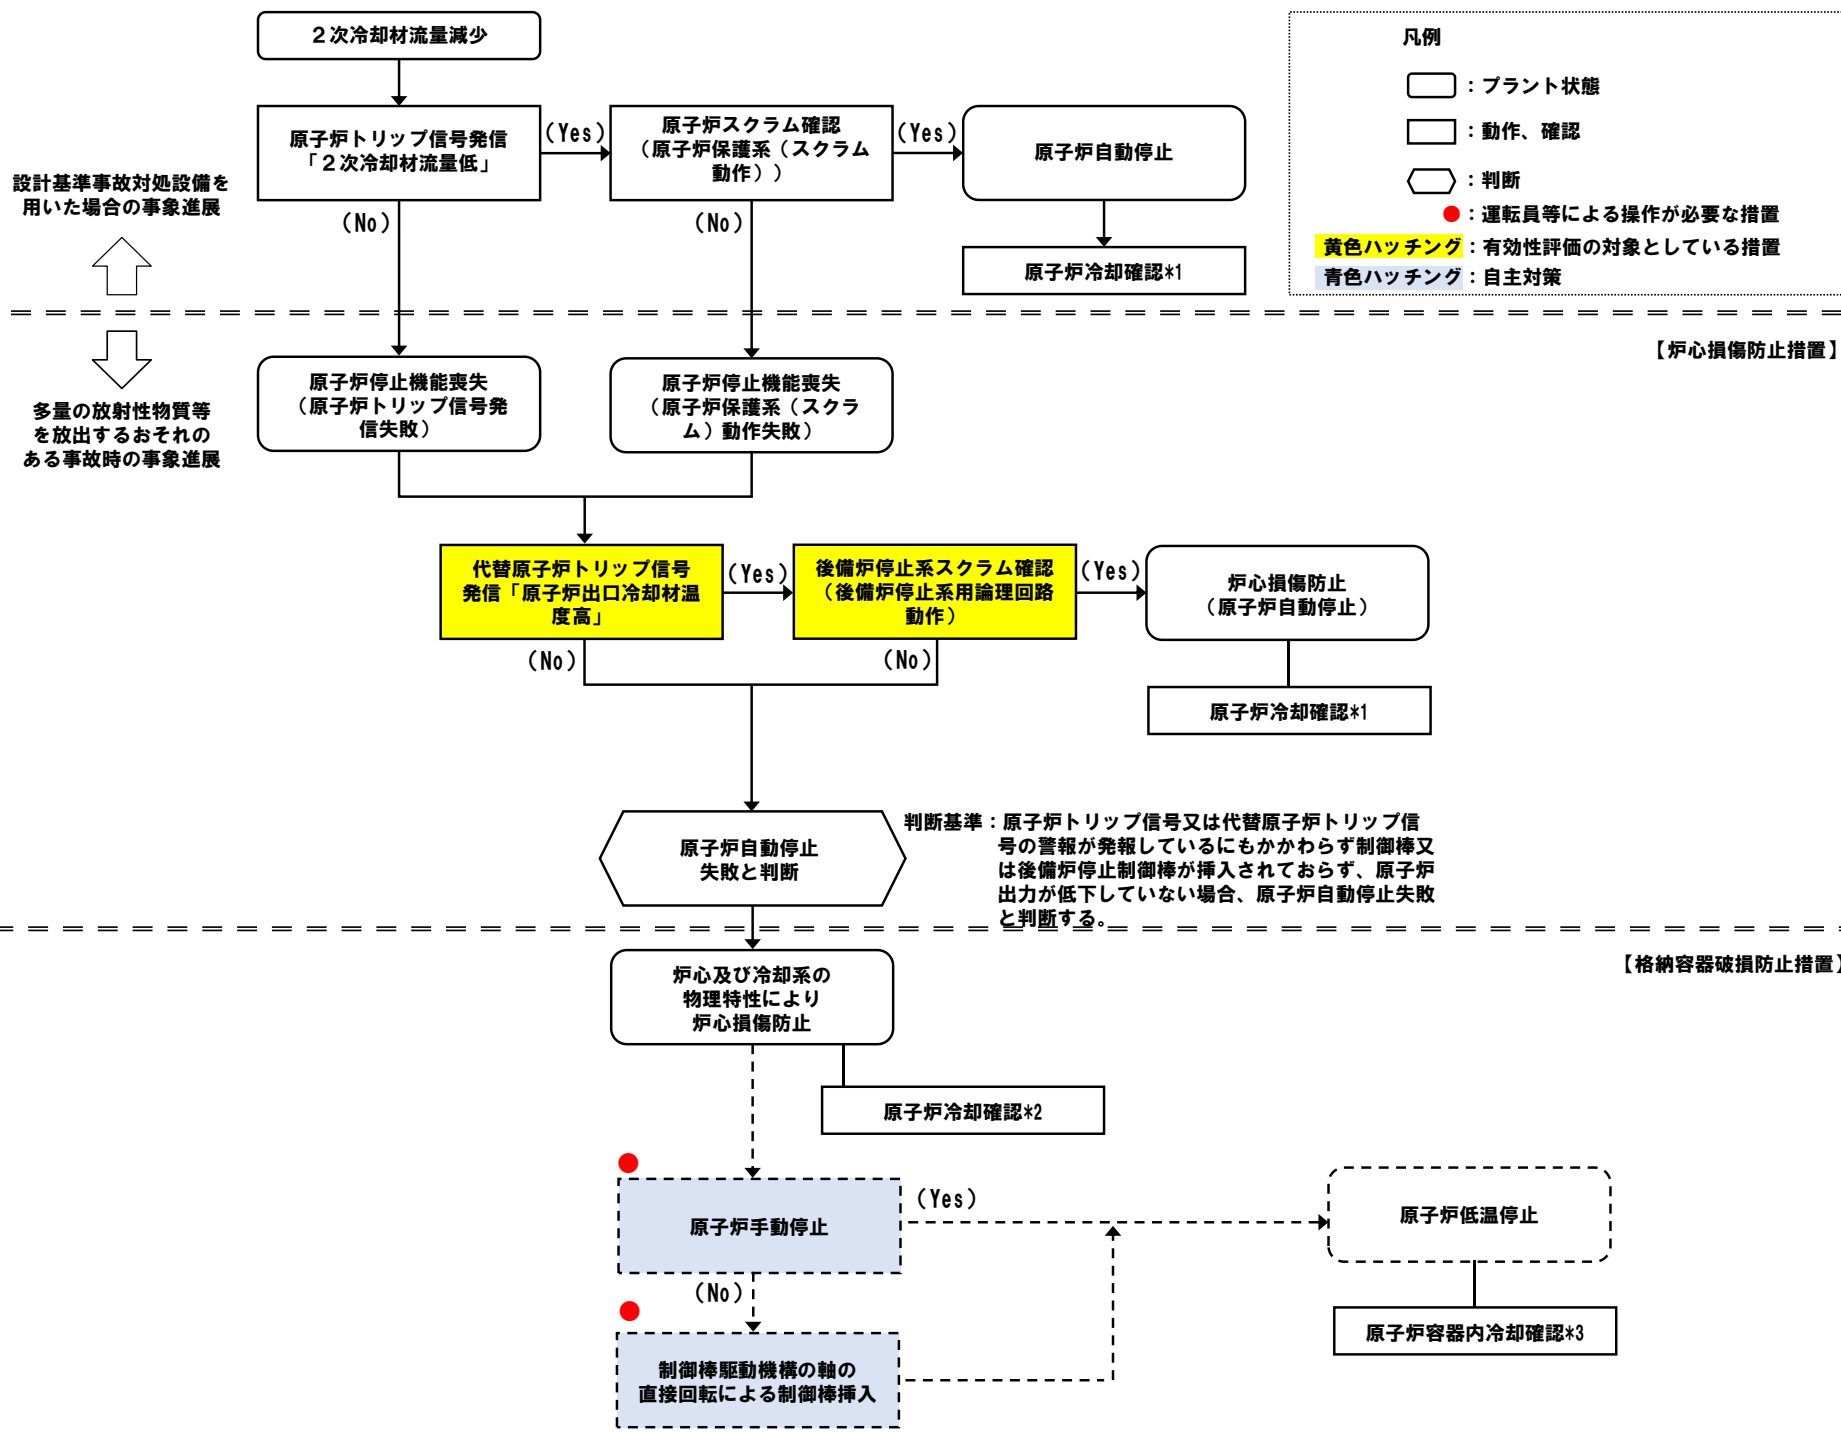 ２次冷却材流量減少
原子炉トリップ信号発信
「２次冷却材流量低」
（Yes）
（No）
原子炉スクラム確認
（原子炉保護系（スクラム
動作））
（Yes）
（No）
原子炉自動停止
原子炉冷却確認*1
凡例
：プラント状態
：動作、確認
：判断
：運転員等による操作が必要な措置
黄色ハッチング：有効性評価の対象としている措置
青色ハッチング：自主対策
設計基準事故対処設備を
用いた場合の事象進展
多量の放射性物質等
を放出するおそれの
ある事故時の事象進展
【炉心損傷防止措置】
原子炉停止機能喪失
（原子炉トリップ信号発
信失敗）
原子炉停止機能喪失
（原子炉保護系（スクラ
ム）動作失敗）
代替原子炉トリップ信号
発信「原子炉出口冷却材温
度高」
（Yes）
（No）
後備炉停止系スクラム確認
（後備炉停止系用論理回路
動作）
（Yes）
（No）
炉心損傷防止
（原子炉自動停止）
原子炉冷却確認*1
原子炉自動停止
失敗と判断
判断基準：原子炉トリップ信号又は代替原子炉トリップ信
号の警報が発報しているにもかかわらず制御棒又
は後備炉停止制御棒が挿入されておらず、原子炉
出力が低下していない場合、原子炉自動停止失敗
と判断する。
【格納容器破損防止措置】
炉心及び冷却系の
物理特性により
炉心損傷防止
原子炉冷却確認*2
原子炉手動停止
（Yes）
（No）
原子炉低温停止
原子炉容器内冷却確認*3
制御棒駆動機構の軸の
直接回転による制御棒挿入